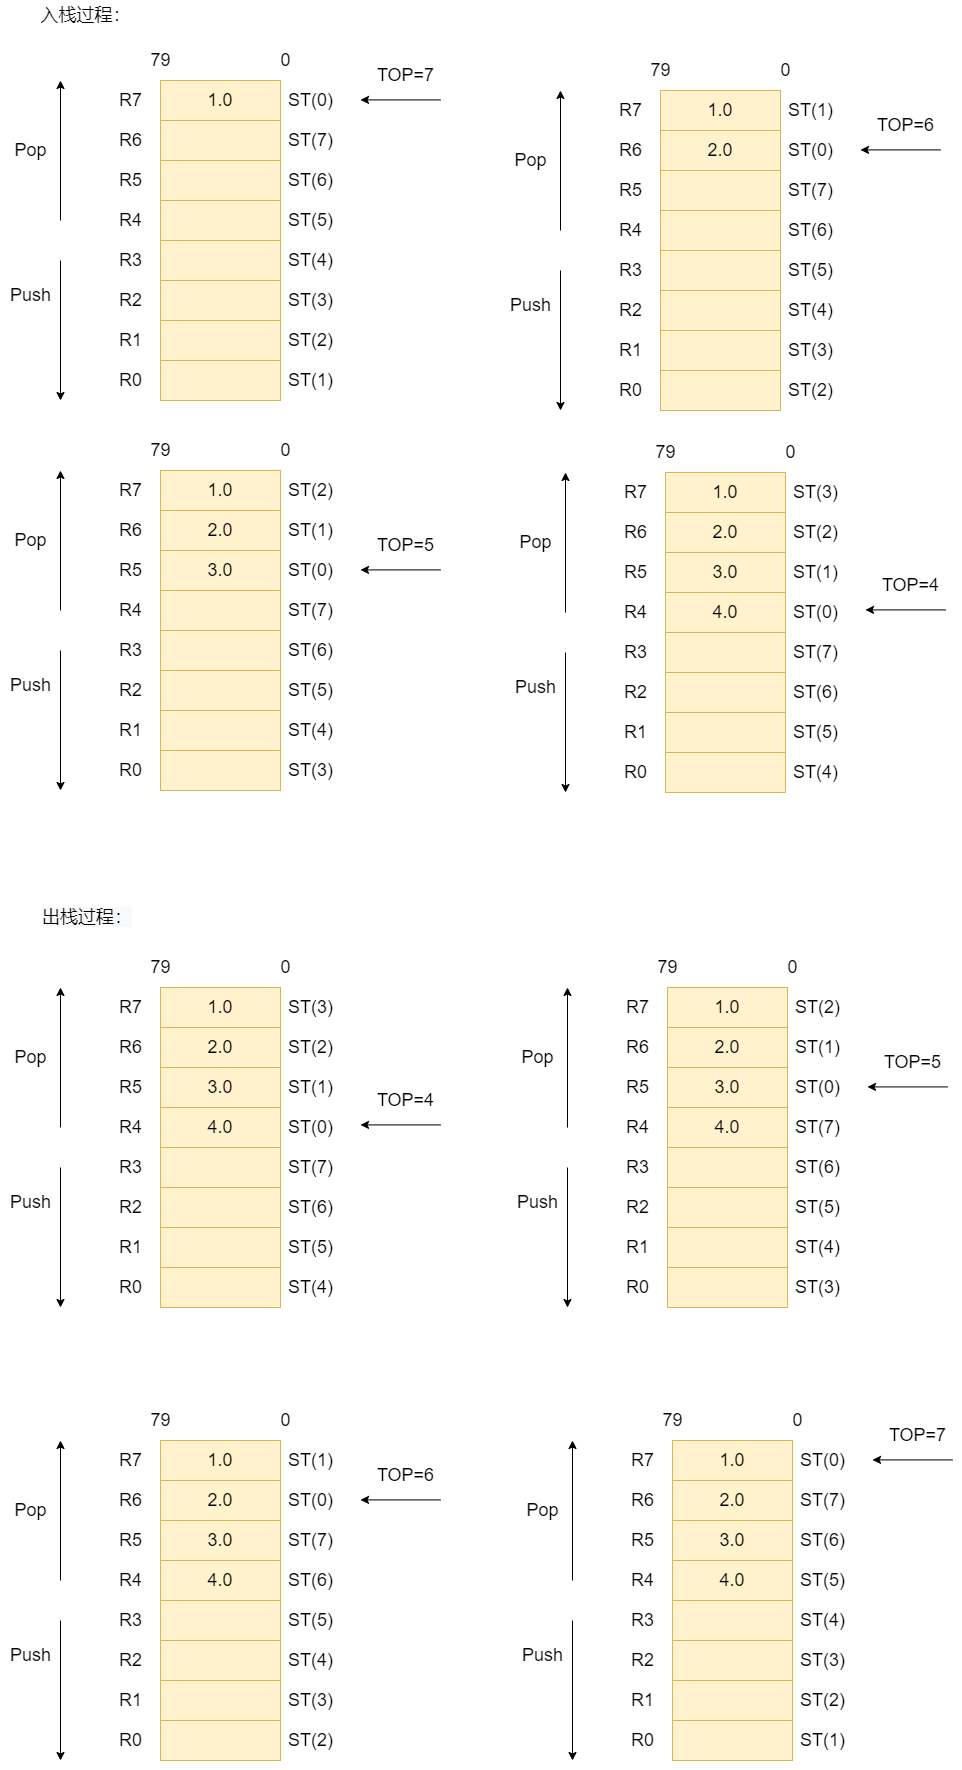 入栈过程：
79 0
TOP=7
R7 1.0 ST(0)
R6 ST(7)
Pop
R5 ST(6)
R4 ST(5)
R3 ST(4)
Push
R2 ST(3)
R1 ST(2)
R0 ST(1)
79 0
R7 1.0 ST(1)
TOP=6
R6 2.0 ST(0)
Pop
R5 ST(7)
R4 ST(6)
R3 ST(5)
Push
R2 ST(4)
R1 ST(3)
R0 ST(2)
79 0
R7 1.0 ST(2)
R6 2.0 ST(1)
Pop
TOP=5
R5 3.0 ST(0)
R4 ST(7)
R3 ST(6)
Push
R2 ST(5)
R1 ST(4)
R0 ST(3)
79 0
R7 1.0 ST(3)
R6 2.0 ST(2)
Pop
R5 3.0 ST(1)
TOP=4
R4 4.0 ST(0)
R3 ST(7)
Push
R2 ST(6)
R1 ST(5)
R0 ST(4)
出栈过程：
79 0
R7 1.0 ST(3)
R6 2.0 ST(2)
Pop
R5 3.0 ST(1)
TOP=4
R4 4.0 ST(0)
R3 ST(7)
Push
R2 ST(6)
R1 ST(5)
R0 ST(4)
79 0
R7 1.0 ST(2)
R6 2.0 ST(1)
Pop
TOP=5
R5 3.0 ST(0)
R4 4.0 ST(7)
R3 ST(6)
Push
R2 ST(5)
R1 ST(4)
R0 ST(3)
79 0
R7 1.0 ST(1)
TOP=6
R6 2.0 ST(0)
Pop
R5 3.0 ST(7)
R4 4.0 ST(6)
R3 ST(5)
Push
R2 ST(4)
R1 ST(3)
R0 ST(2)
79 0
TOP=7
R7 1.0 ST(0)
R6 2.0 ST(7)
Pop
R5 3.0 ST(6)
R4 4.0 ST(5)
R3 ST(4)
Push
R2 ST(3)
R1 ST(2)
R0 ST(1)